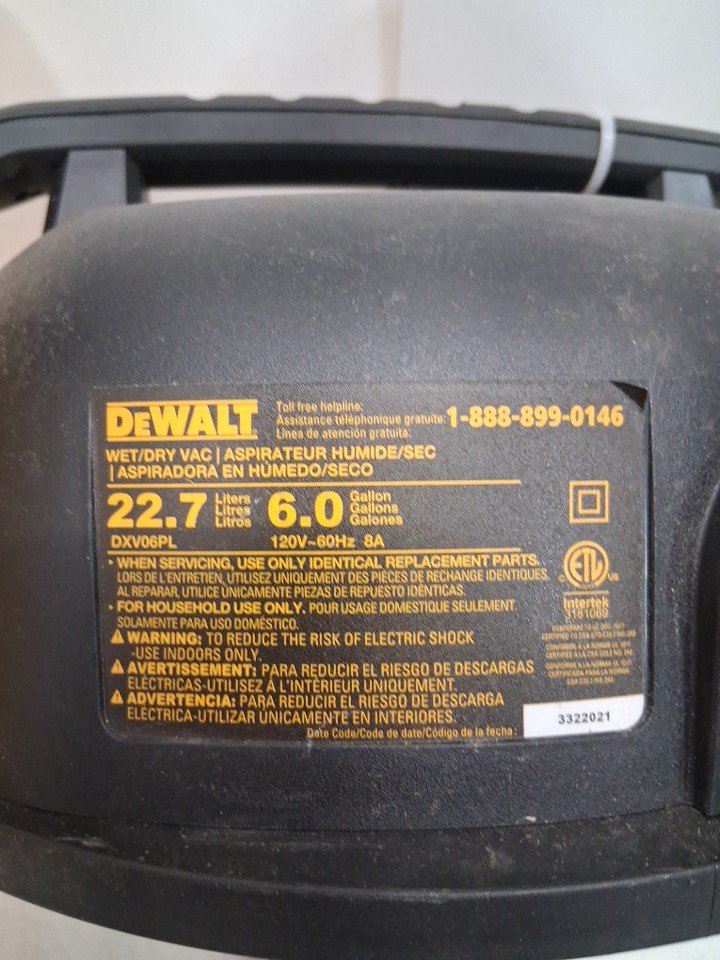 DEWALT
Toll free helpline:
Assistance téléphonique gratuite: 1-888-899-0146
Línea de atención gratuita:
WET/DRY VAC | ASPIRATEUR HUMIDE/SEC
| ASPIRADORA EN HÚMEDO/SECO
22.7 Liters Litres Litros 6.0 Gallon Gallons Galones
DXV06PL 120V~60Hz 8A
· WHEN SERVICING, USE ONLY IDENTICAL REPLACEMENT PARTS.
LORS DE L'ENTRETIEN, UTILISEZ UNIQUEMENT DES PIÈCES DE RECHANGE IDENTIQUES.
AL REPARAR, UTILICE ÚNICAMENTE PIEZAS DE REPUESTO IDÉNTICAS.
· FOR HOUSEHOLD USE ONLY. POUR USAGE DOMESTIQUE SEULEMENT.
SOLAMENTE PARA USO DOMÉSTICO.
WARNING: TO REDUCE THE RISK OF ELECTRIC SHOCK
-USE INDOORS ONLY.
AVERTISSEMENT: PARA REDUCIR EL RIESGO DE DESCARGAS
ELÉCTRICAS-UTILISEZ À L'INTÉRIEUR UNIQUEMENT.
ADVERTENCIA: PARA REDUCIR EL RIESGO DE DESCARGA
ELÉCTRICA-UTILIZAR ÚNICAMENTE EN INTERIORES.
Date Code/Code de date/Código de la fecha: 3322021
ETL
C US
Intertek